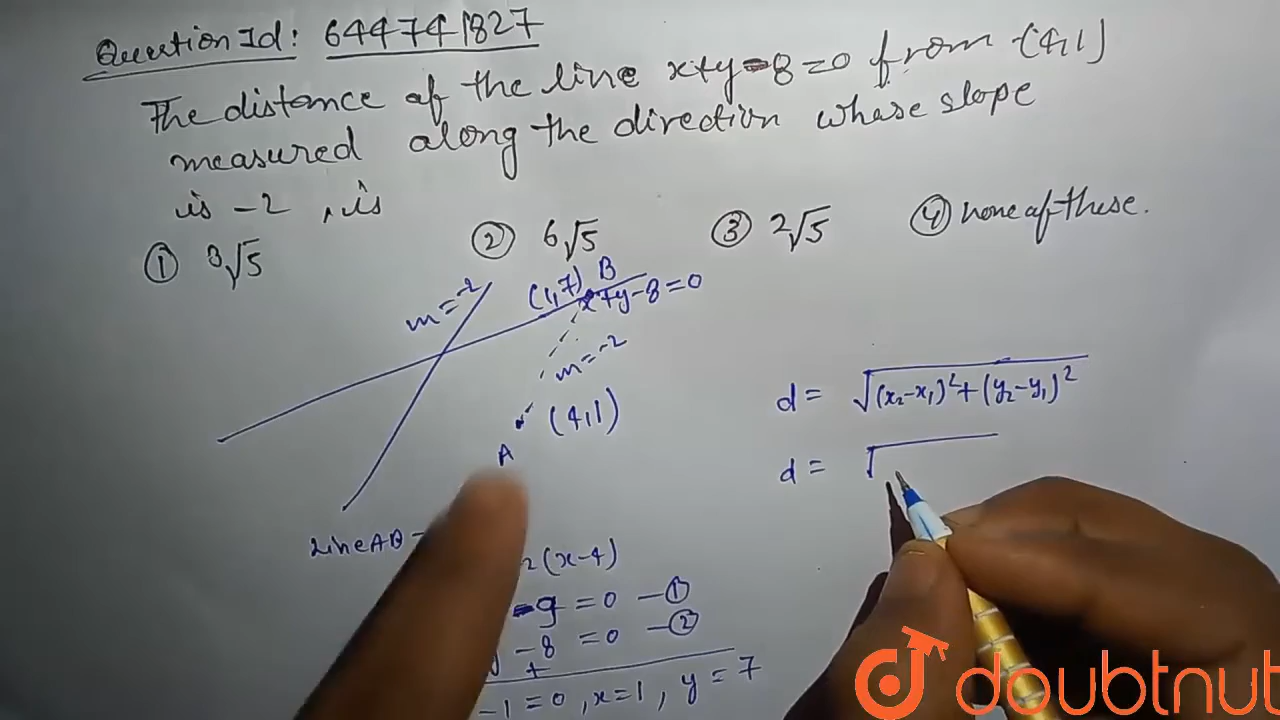 Question Id: 644741827
The distance of the line x+y-8=0 from (4,1)
measured along the direction whose slope
is -2, is
① 3√5 ② 6√5 ③ 2√5 ④ none of these.
m=-2
(1,7) B
x+y-8=0
m=-2
(4,1)
A
d = √(x₂-x₁)²+(y₂-y₁)²
d = √
Line AB -
2(x-4)
-9=0 —①
-8 =0 —②
+
-1=0, x=1, y=7
doubtnut